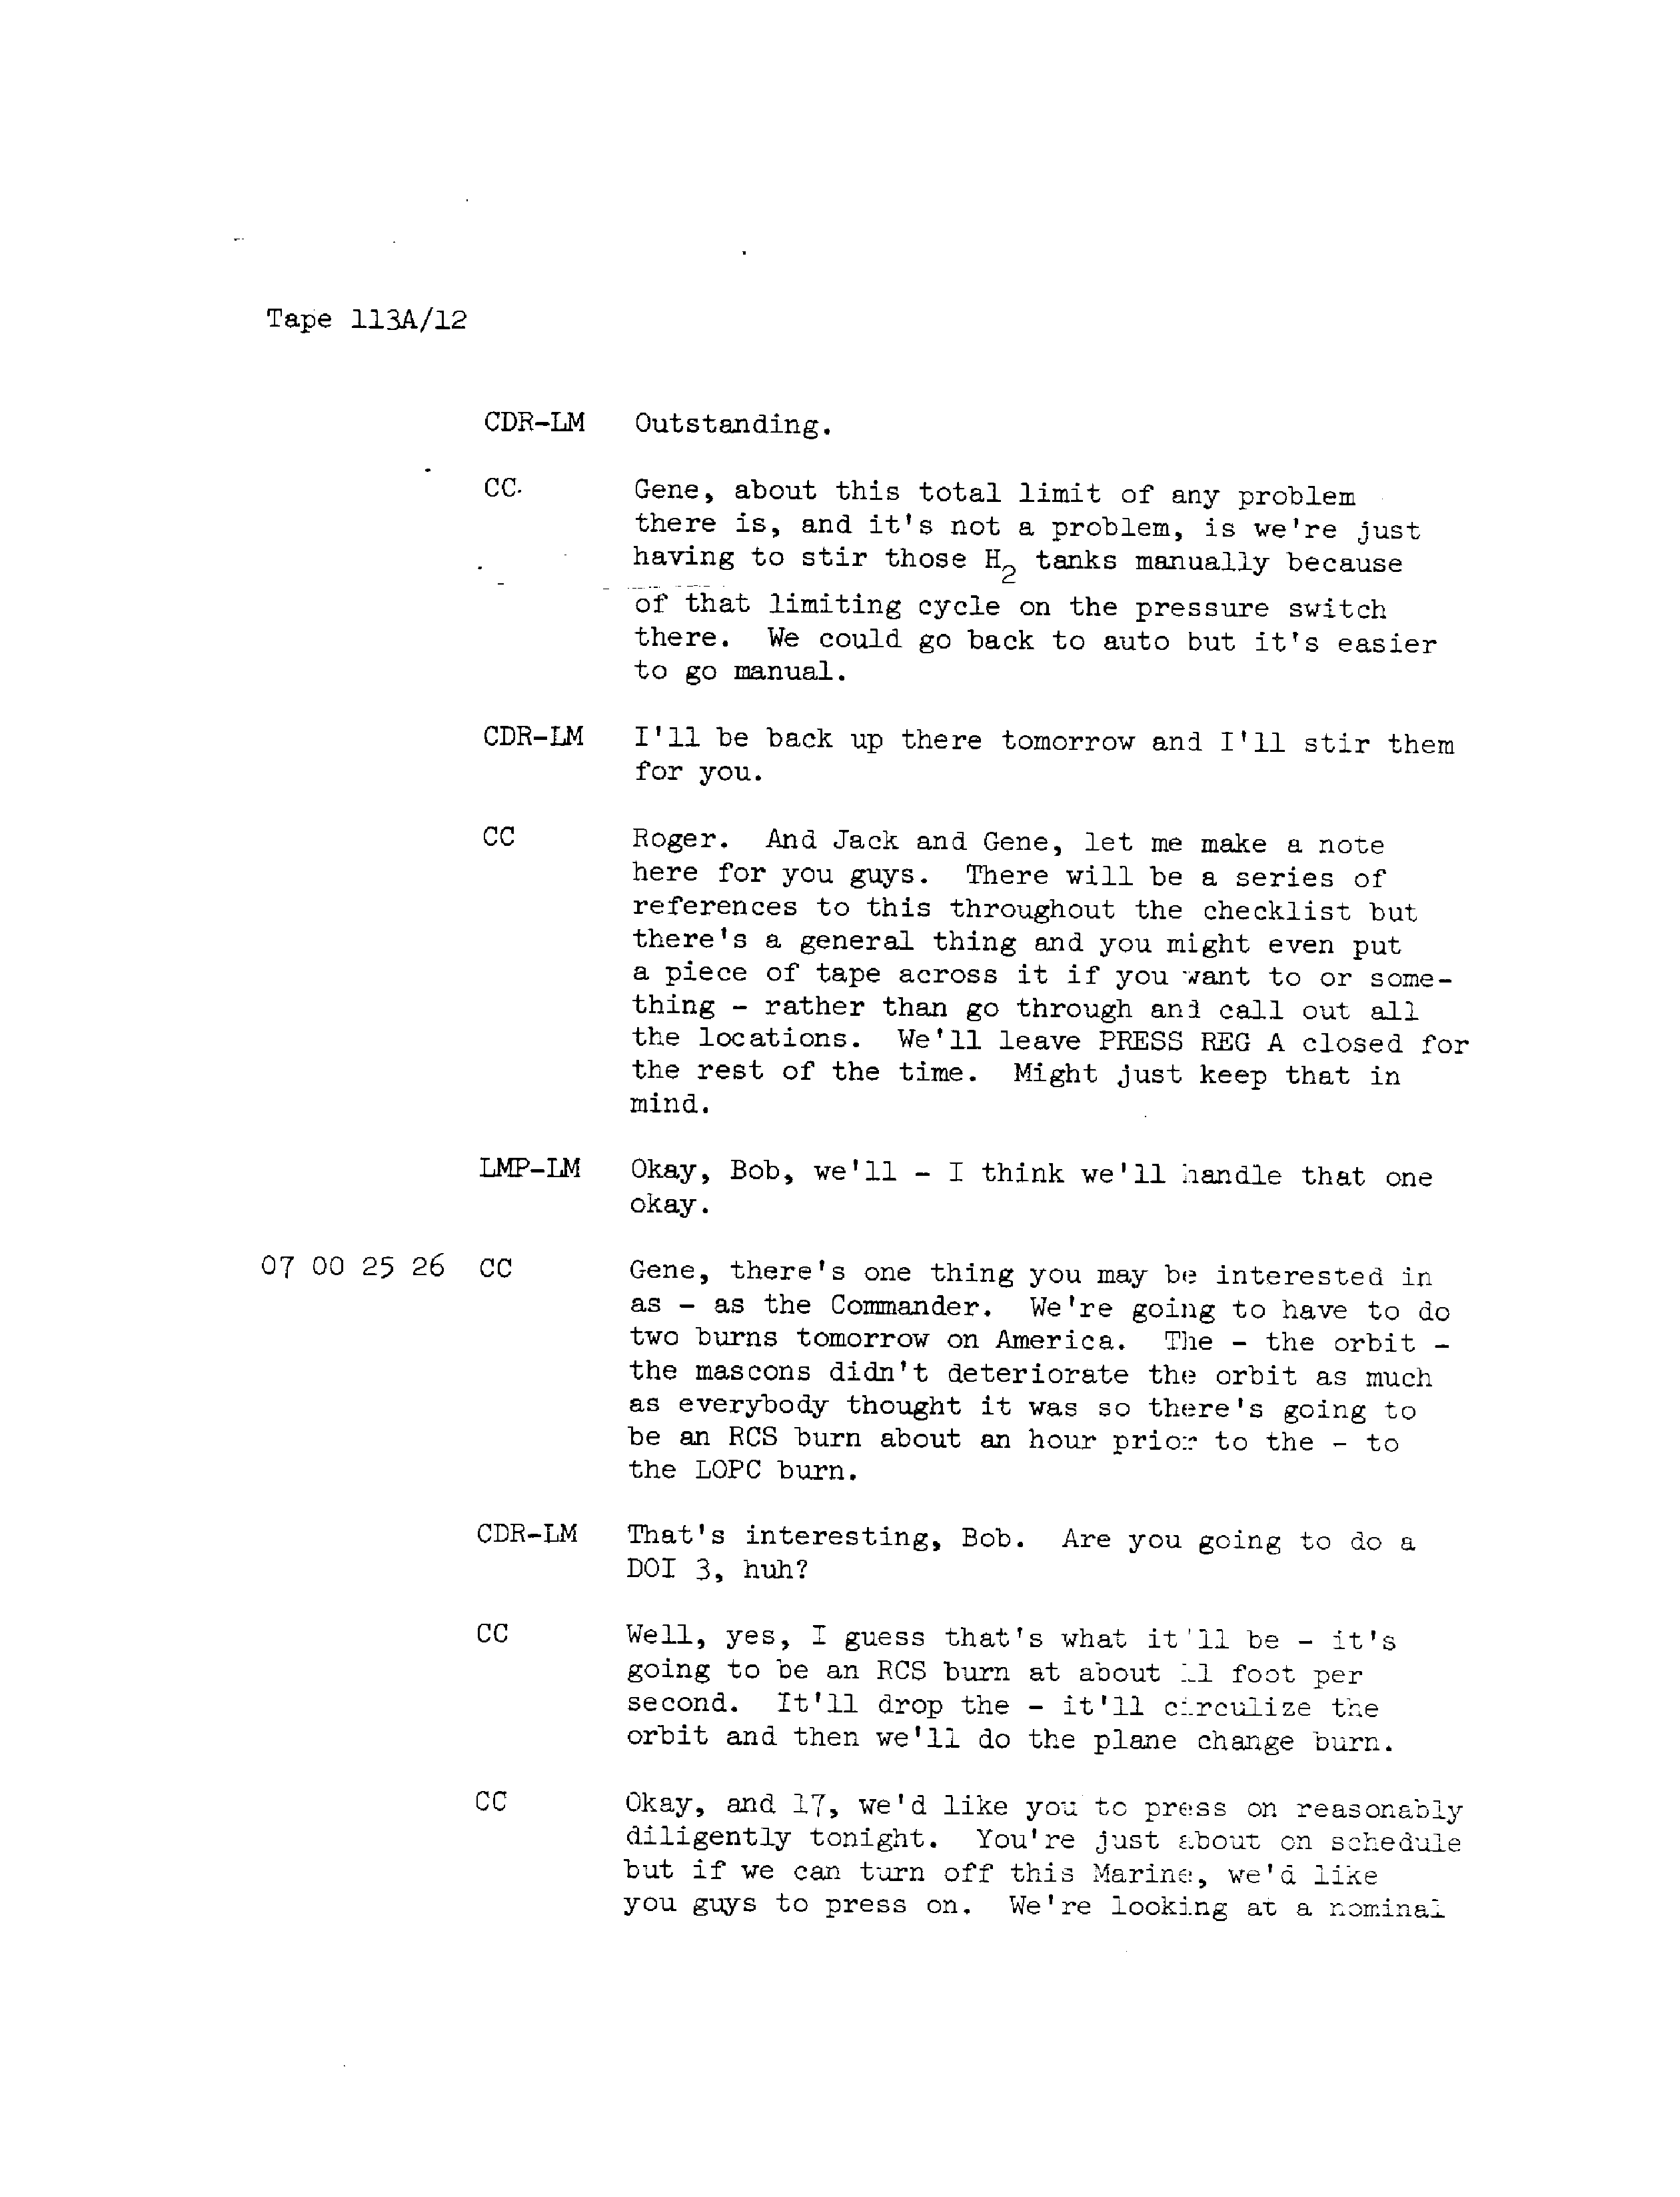 Tape 113A/12
CDR-LM Outstanding.
CC Gene, about this total limit of any problem
there is, and it's not a problem, is we're just
having to stir those H2 tanks manually because
of that limiting cycle on the pressure switch
there. We could go back to auto but it's easier
to go manual.
CDR-LM I'll be back up there tomorrow and I'll stir them
for you.
CC Roger. And Jack and Gene, let me make a note
here for you guys. There will be a series of
references to this throughout the checklist but
there's a general thing and you might even put
a piece of tape across it if you want to or some-
thing - rather than go through and call out all
the locations. We'll leave PRESS REG A closed for
the rest of the time. Might just keep that in
mind.
LMP-LM Okay, Bob, we'll - I think we'll handle that one
okay.
07 00 25 26 CC Gene, there's one thing you may be interested in
as - as the Commander. We're going to have to do
two burns tomorrow on America. The - the orbit -
the mascons didn't deteriorate the orbit as much
as everybody thought it was so there's going to
be an RCS burn about an hour prior to the - to
the LOPC burn.
CDR-LM That's interesting, Bob. Are you going to do a
DOI 3, huh?
CC Well, yes, I guess that's what it'll be - it's
going to be an RCS burn at about 11 foot per
second. It'll drop the - it'll circulize the
orbit and then we'll do the plane change burn.
CC Okay, and 17, we'd like you to press on reasonably
diligently tonight. You're just about on schedule
but if we can turn off this Marine, we'd like
you guys to press on. We're looking at a nominal